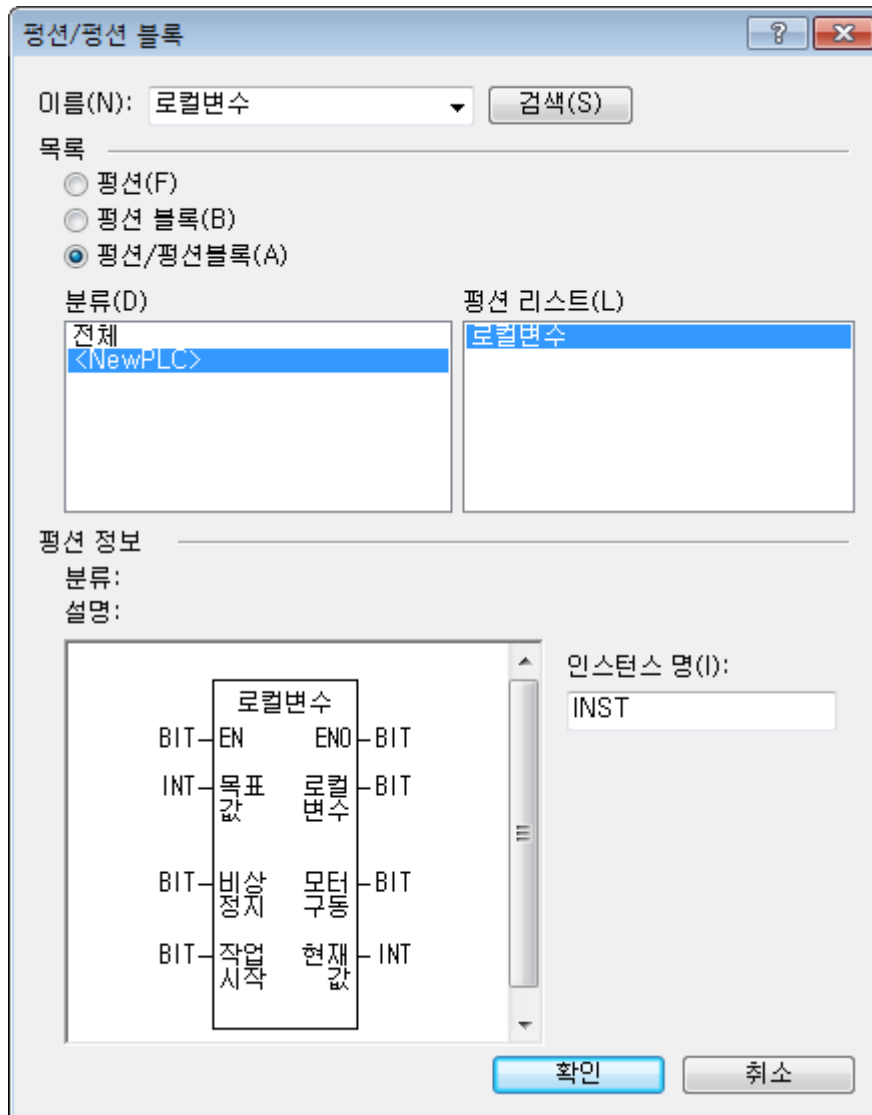 펑션/펑션 블록
이름(N): 로컬변수 검색(S)
목록
펑션(F)
펑션 블록(B)
펑션/펑션블록(A)
분류(D) 펑션 리스트(L)
전체 로컬변수
<NewPLC>
펑션 정보
분류:
설명:
인스턴스 명(I):
INST
로컬변수
BIT EN ENO BIT
INT 목표 로컬 BIT
값 변수
BIT 비상 모터 BIT
정지 구동
BIT 작업 현재 INT
시작 값
확인 취소